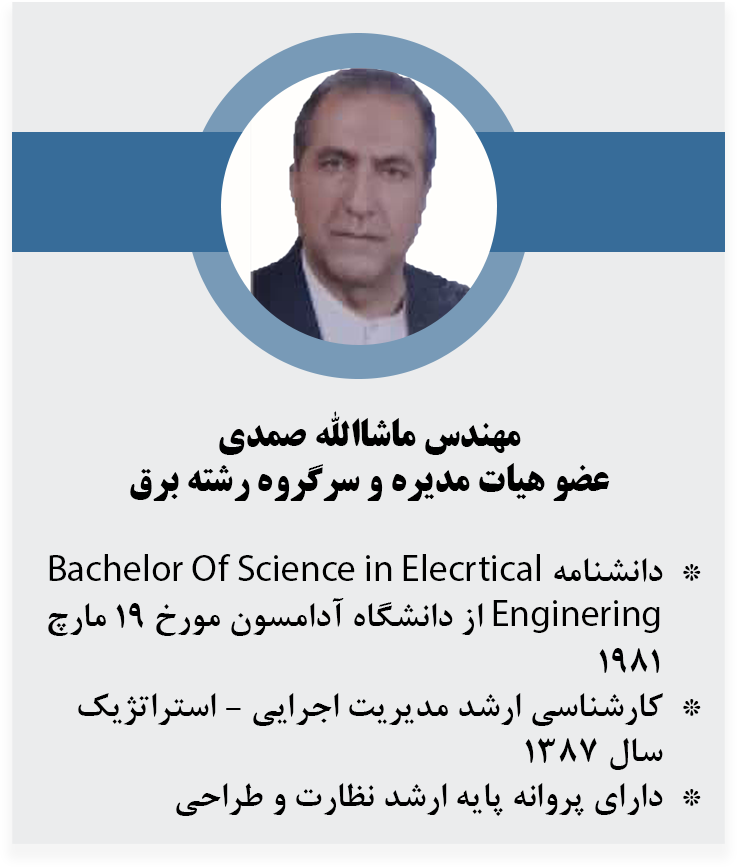 مهندس ماشاالله صمدی
عضو هیات مدیره و سرگروه رشته برق
❊ دانشنامه Bachelor Of Science in Elecrtical
Enginering از دانشگاه آدامسون مورخ ۱۹ مارچ
۱۹۸۱
❊ کارشناسی ارشد مدیریت اجرایی – استراتژیک
سال ۱۳۸۷
❊ دارای پروانه پایه ارشد نظارت و طراحی